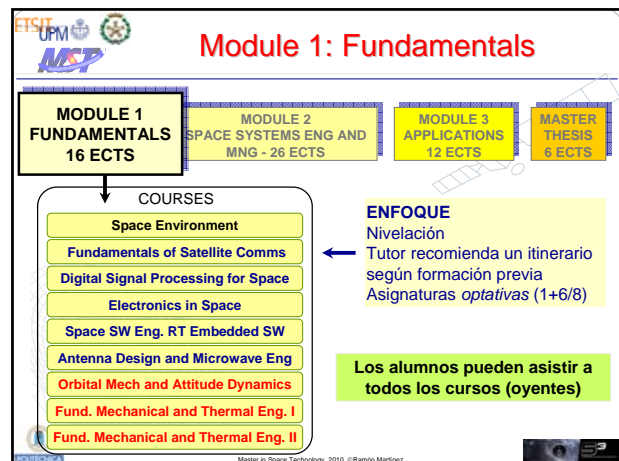 ETSIT
UPM
MST
Module 1: Fundamentals
MODULE 1
FUNDAMENTALS
16 ECTS
MODULE 2
SPACE SYSTEMS ENG AND
MNG - 26 ECTS
MODULE 3
APPLICATIONS
12 ECTS
MASTER
THESIS
6 ECTS
COURSES
Space Environment
Fundamentals of Satellite Comms
Digital Signal Processing for Space
Electronics in Space
Space SW Eng. RT Embedded SW
Antenna Design and Microwave Eng
Orbital Mech and Attitude Dynamics
Fund. Mechanical and Thermal Eng. I
Fund. Mechanical and Thermal Eng. II
ENFOQUE
Nivelación
Tutor recomienda un itinerario
según formación previa
Asignaturas optativas (1+6/8)
Los alumnos pueden asistir a
todos los cursos (oyentes)
POLITÉCNICA
Master in Space Technology, 2010. ©Ramón Martínez